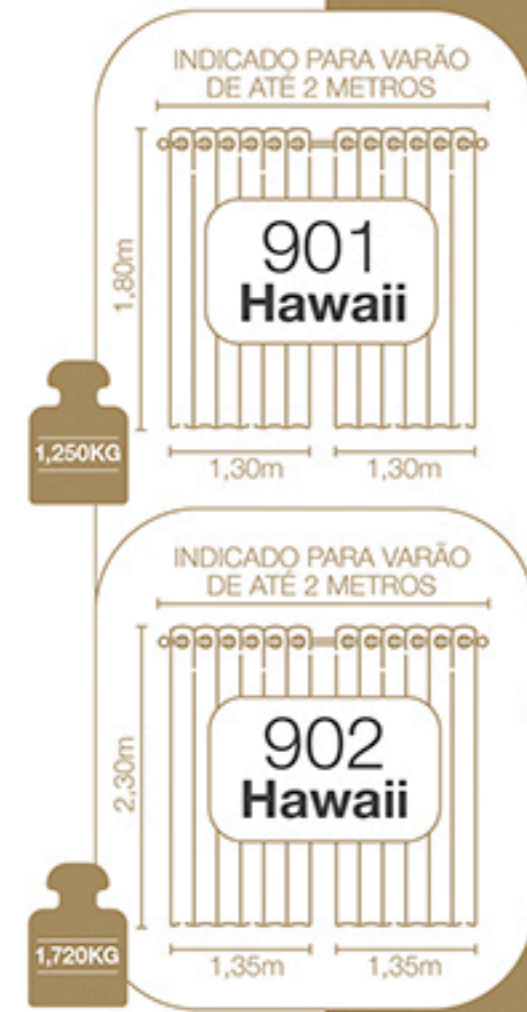 INDICADO PARA VARÃO
DE ATÉ 2 METROS
1,80m
901
Hawaii
1,250KG
1,30m
1,30m
INDICADO PARA VARÃO
DE ATÉ 2 METROS
2,30m
902
Hawaii
1,720KG
1,35m
1,35m